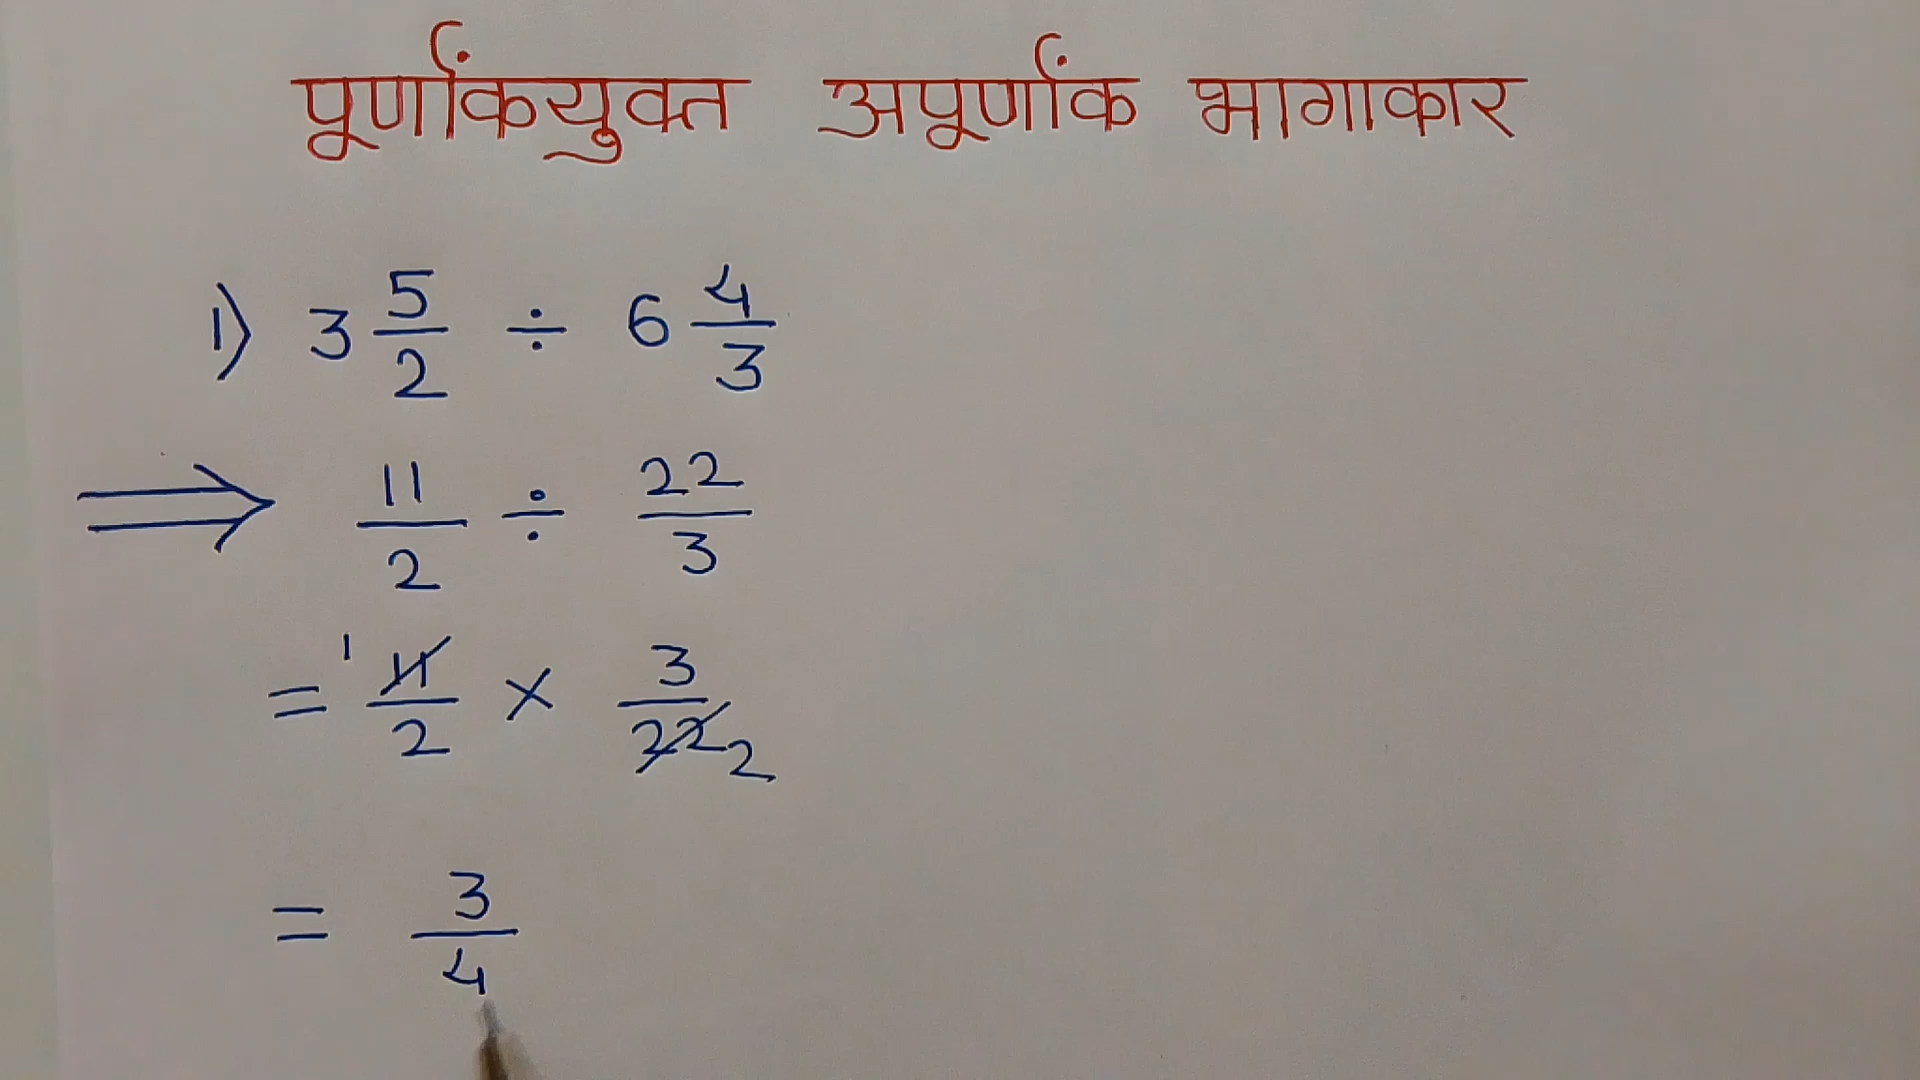 पूर्णांकयुक्त अपूर्णांक भागाकार
1) 3 5/2 ÷ 6 4/3
⟹ 11/2 ÷ 22/3
= 1 11/2 × 3/22 2
= 3/4